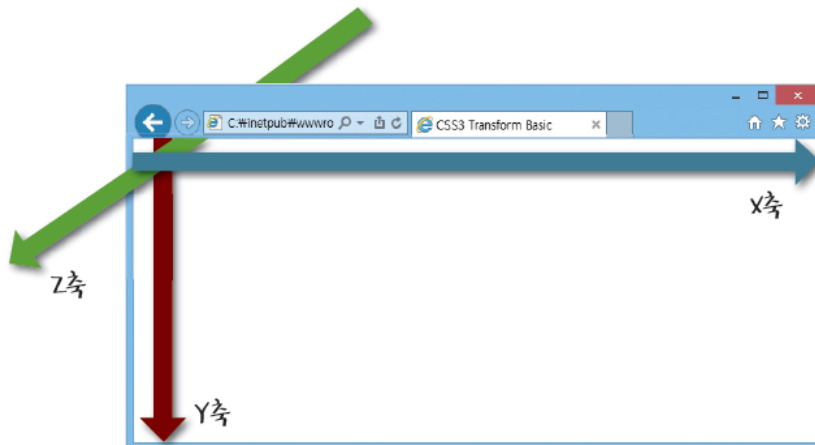 C:₩inetpub₩wwwro
CSS3 Transform Basic
X축
Z축
Y축